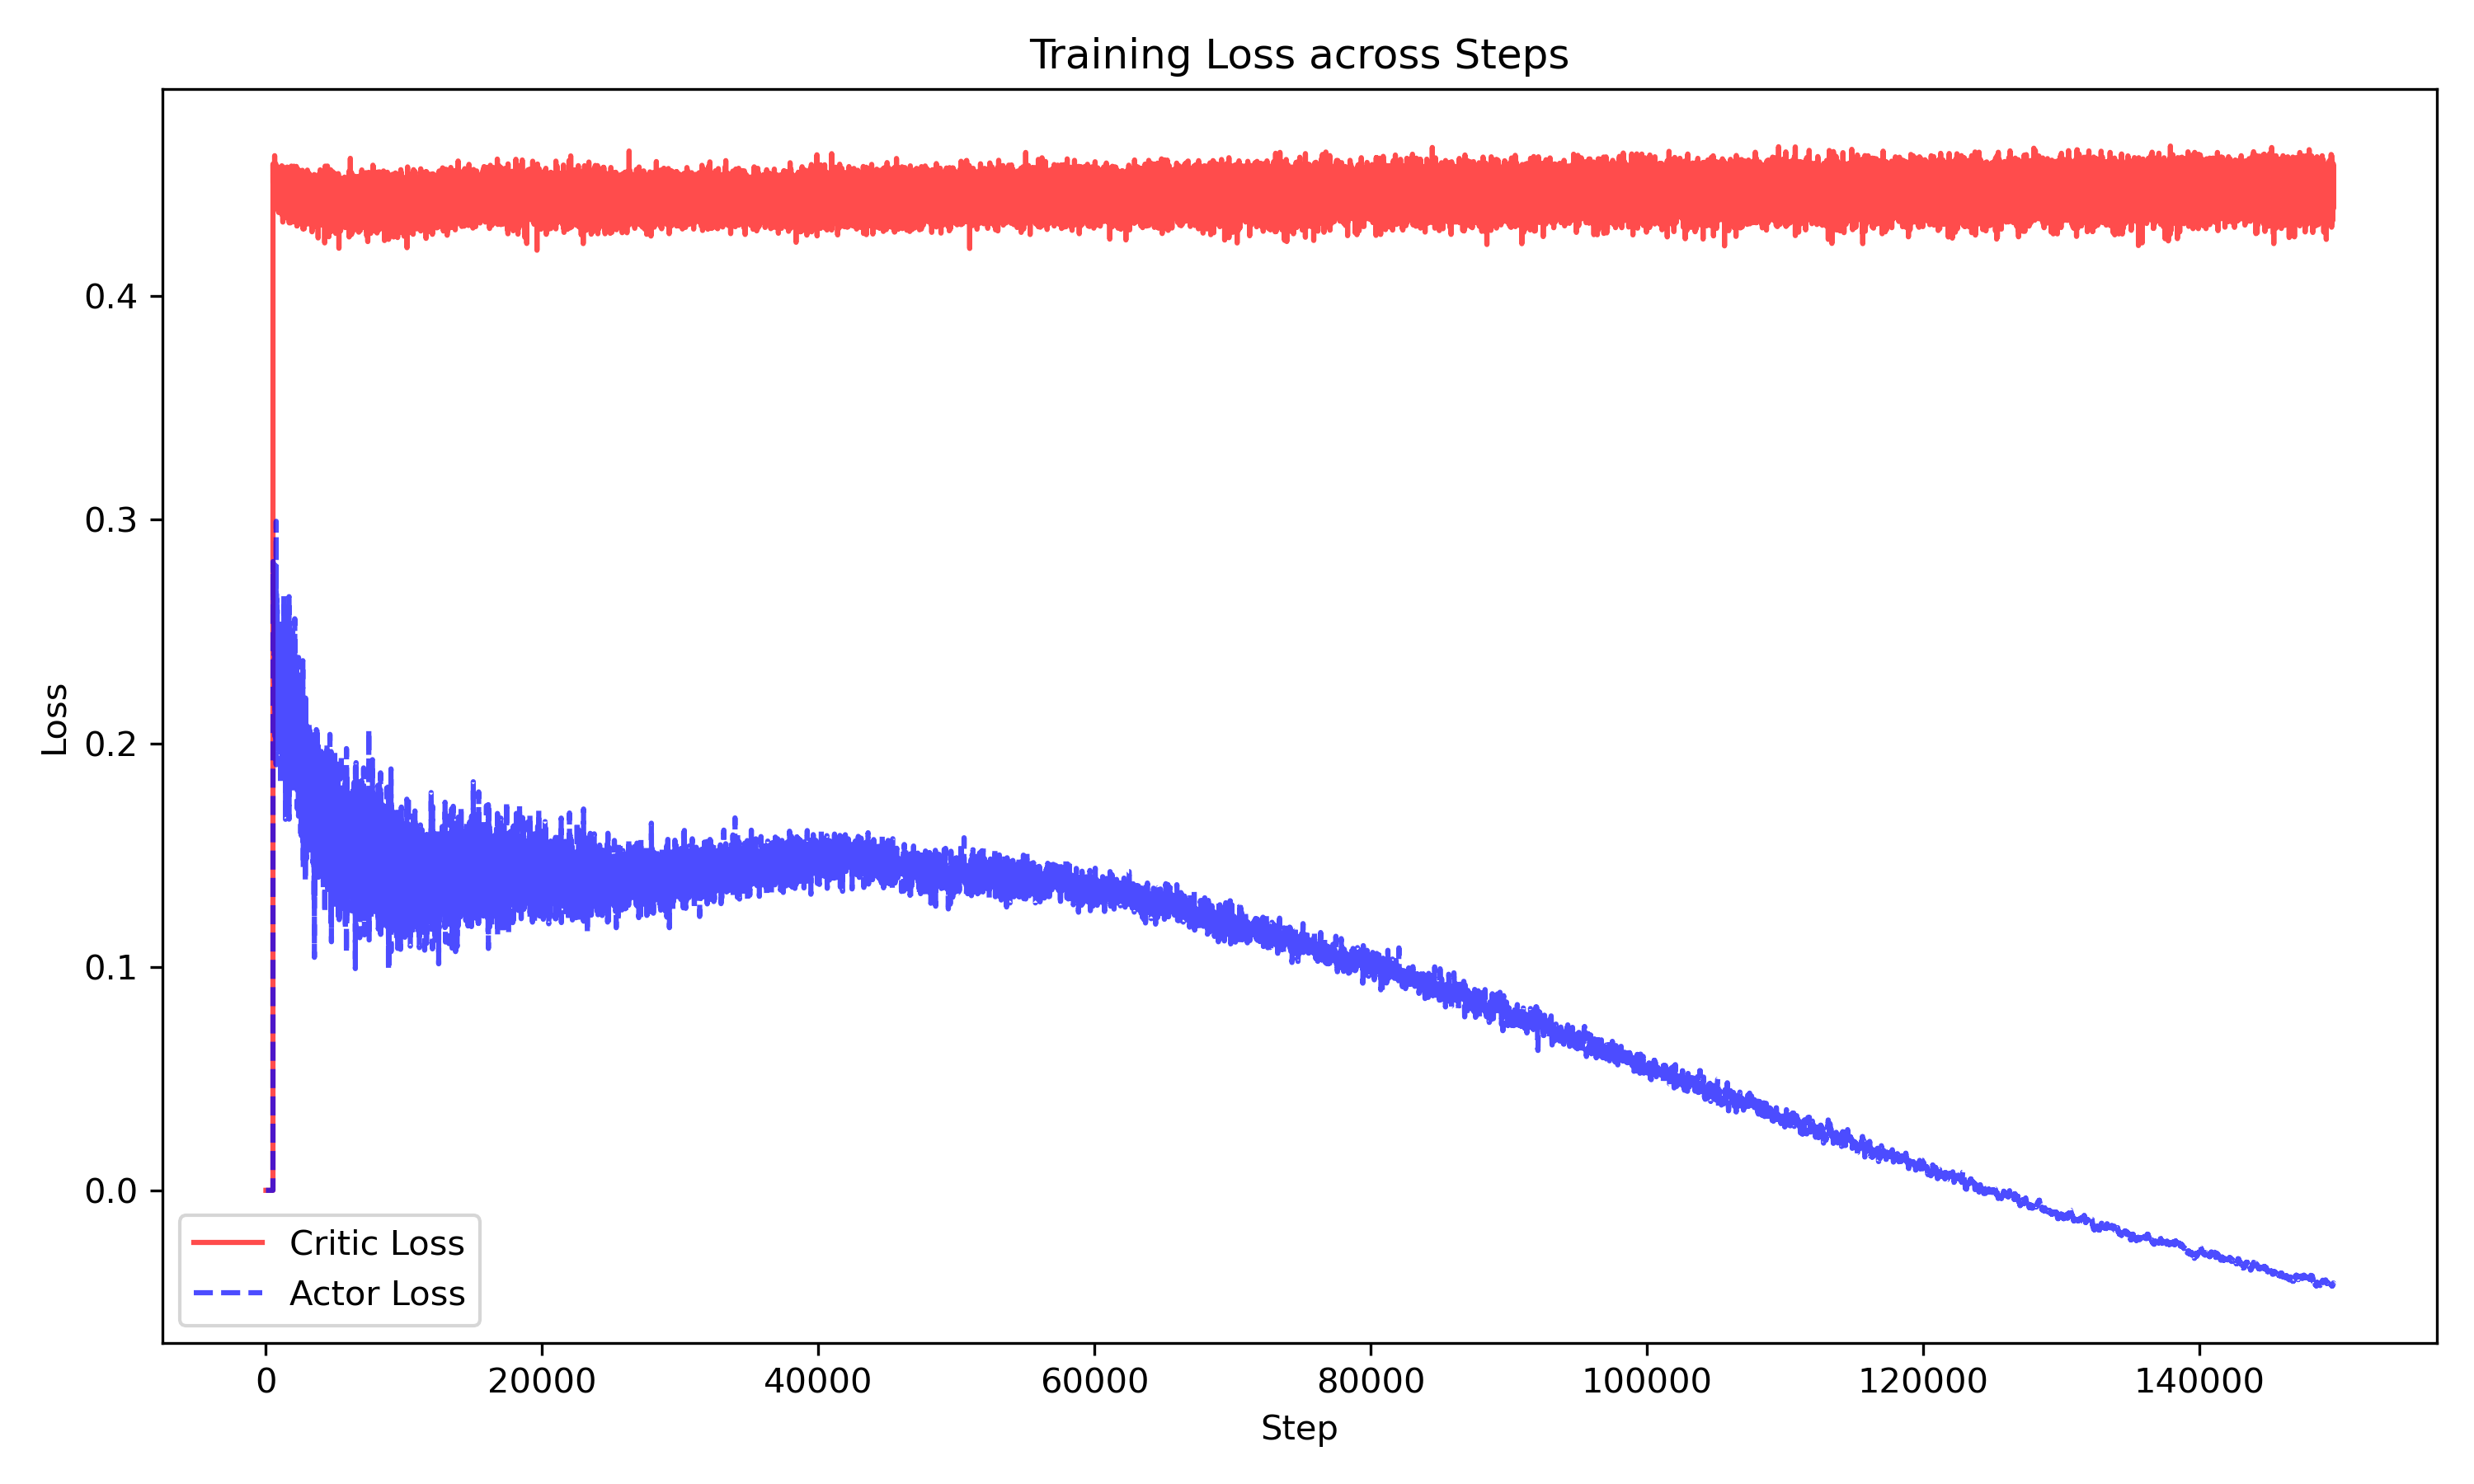 Training Loss across Steps
Loss
0.4
0.3
0.2
0.1
0.0
Critic Loss
Actor Loss
0 20000 40000 60000 80000 100000 120000 140000
Step